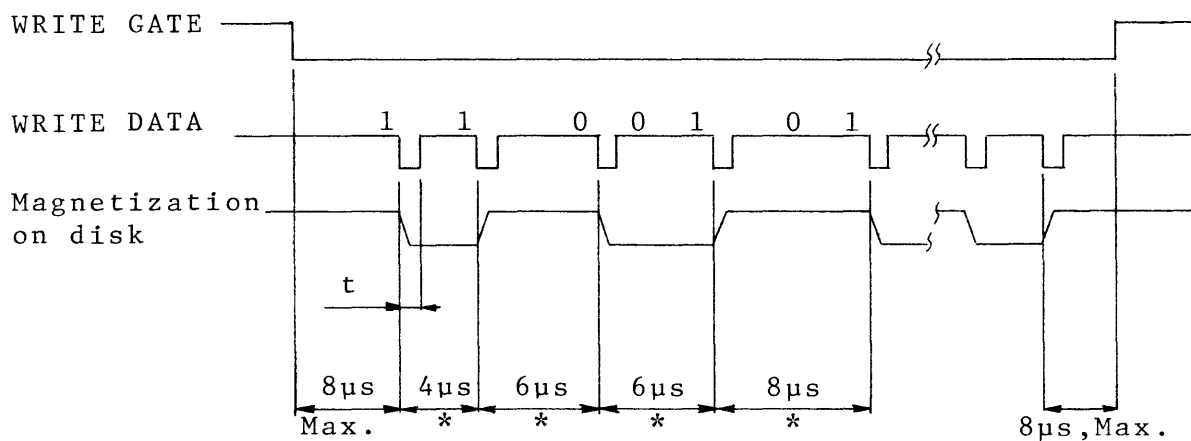 WRITE GATE
WRITE DATA 1 1 0 0 1 0 1
Magnetization
on disk
t
8μs 4μs 6μs 6μs 8μs
Max. * * * * 8μs,Max.